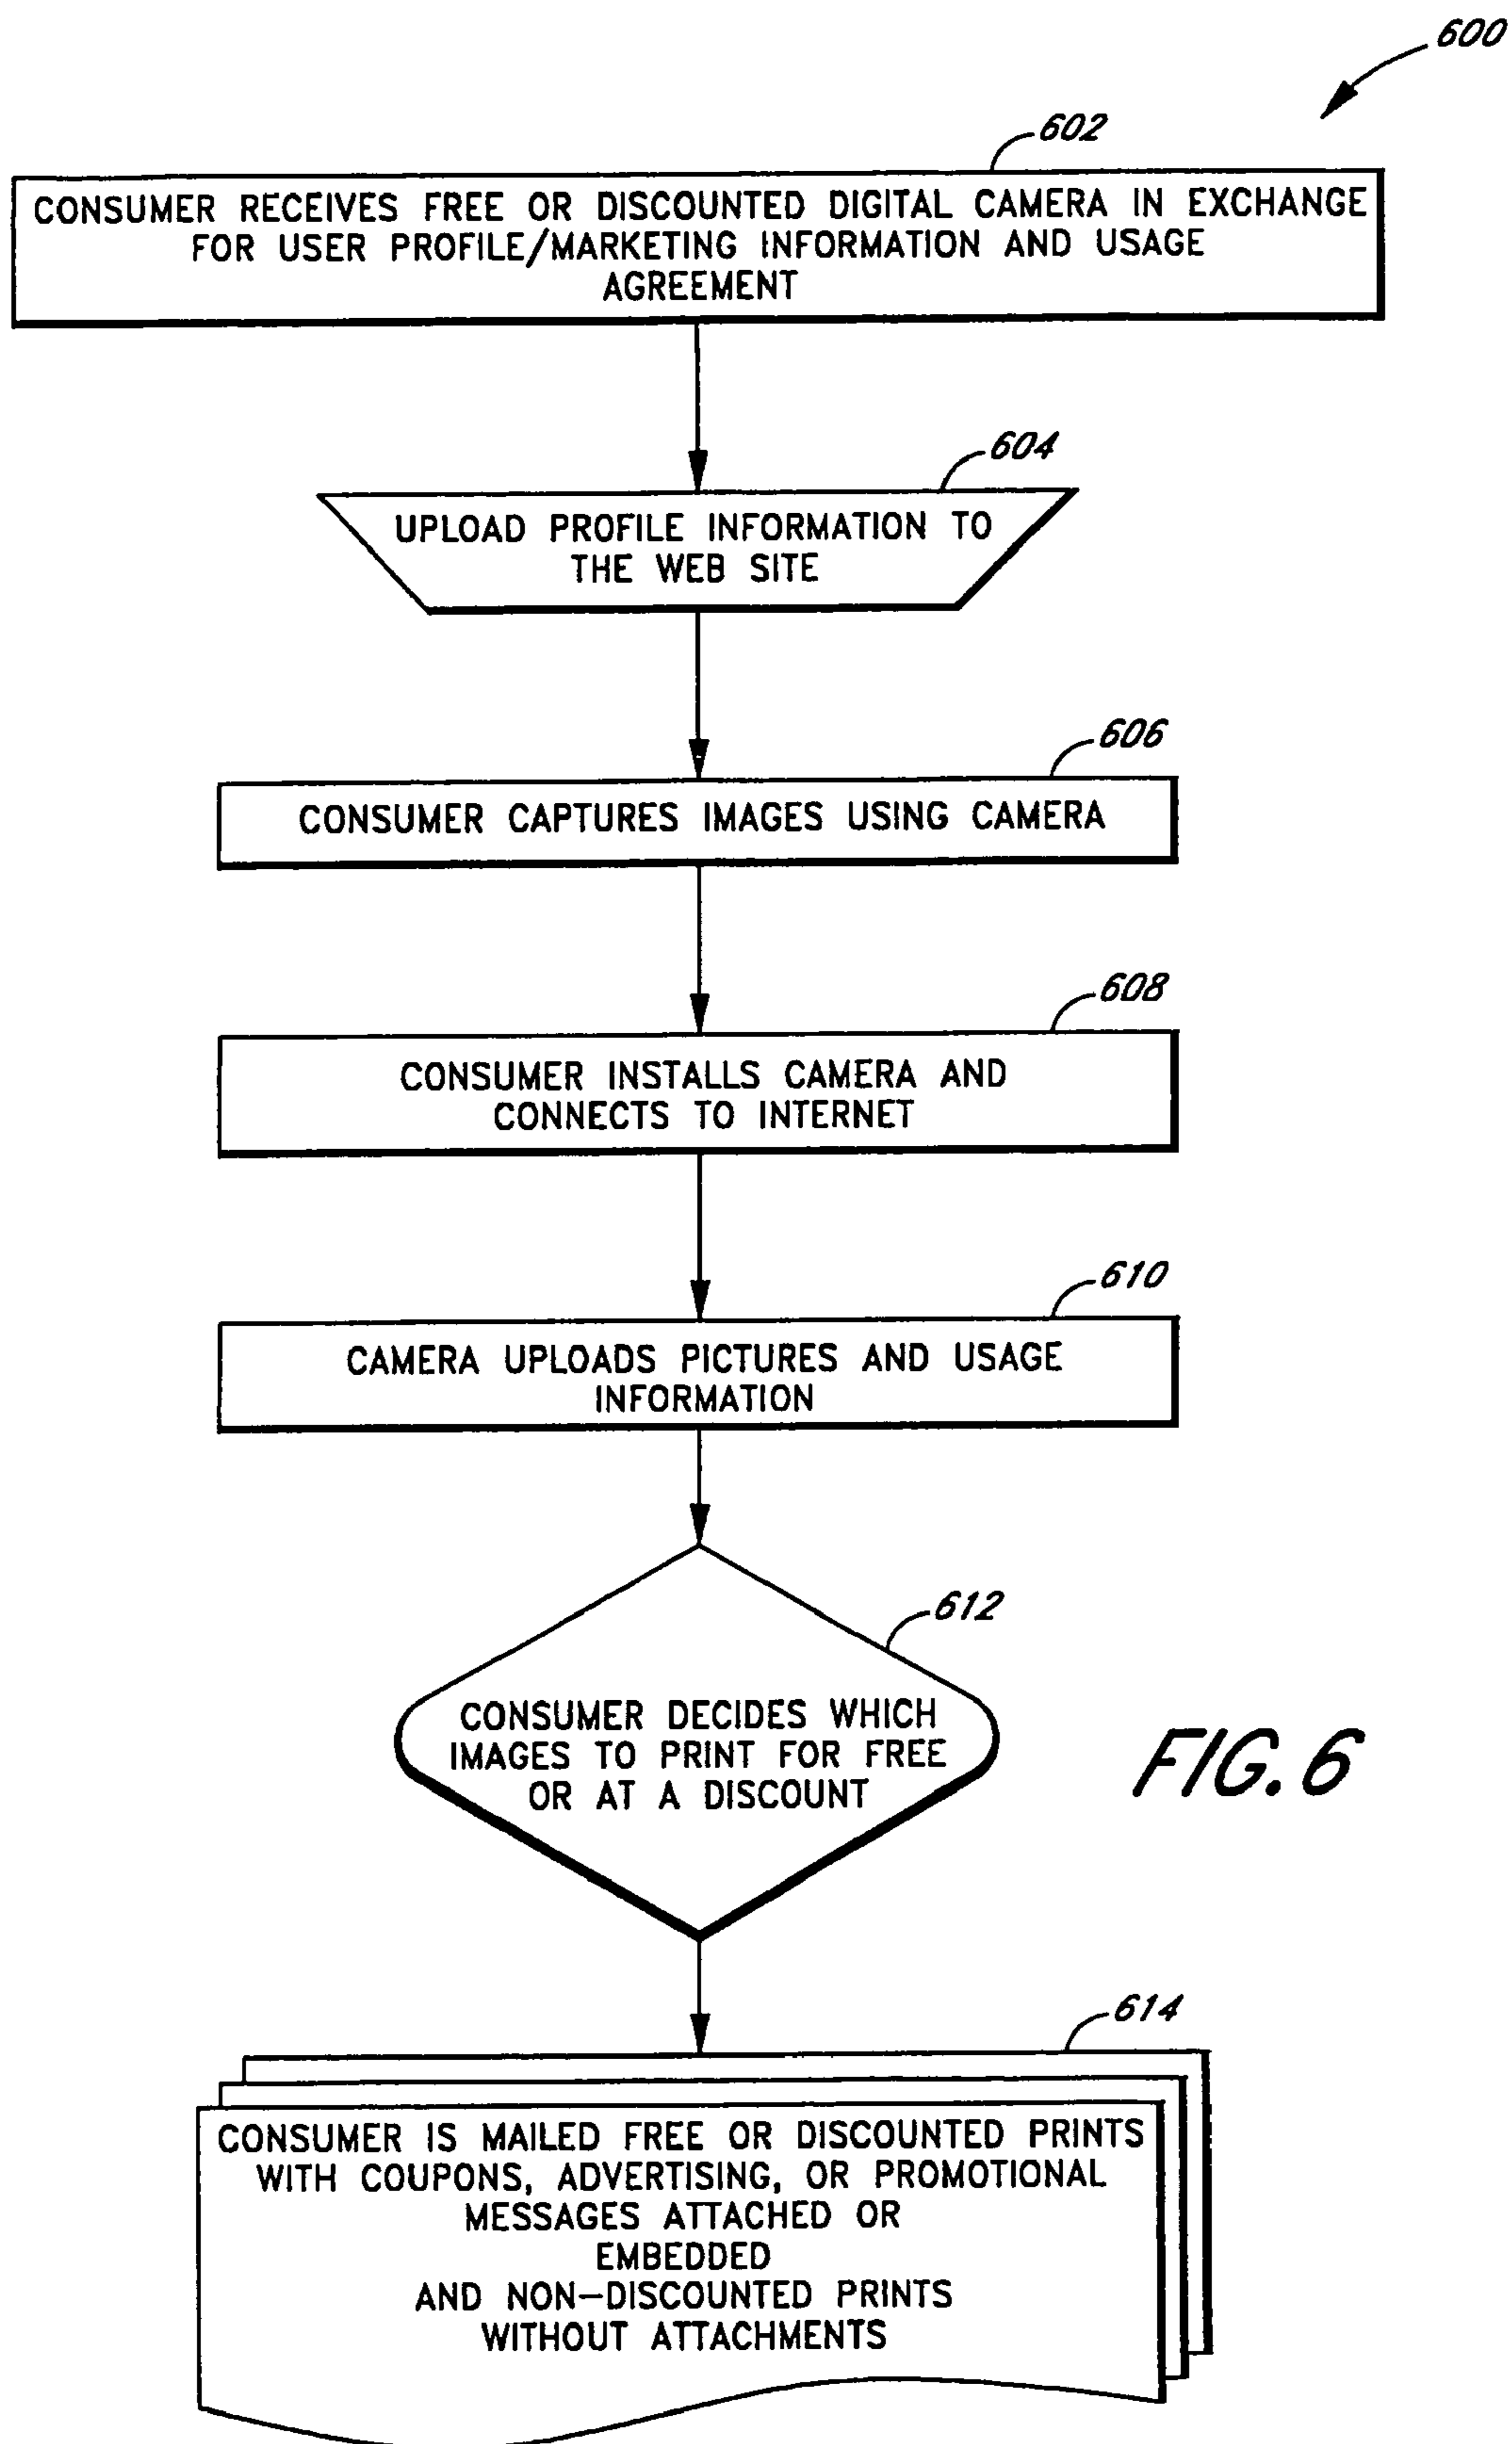 600
602
CONSUMER RECEIVES FREE OR DISCOUNTED DIGITAL CAMERA IN EXCHANGE
FOR USER PROFILE/MARKETING INFORMATION AND USAGE
AGREEMENT
604
UPLOAD PROFILE INFORMATION TO
THE WEB SITE
606
CONSUMER CAPTURES IMAGES USING CAMERA
608
CONSUMER INSTALLS CAMERA AND
CONNECTS TO INTERNET
610
CAMERA UPLOADS PICTURES AND USAGE
INFORMATION
612
CONSUMER DECIDES WHICH
IMAGES TO PRINT FOR FREE
OR AT A DISCOUNT
FIG. 6
614
CONSUMER IS MAILED FREE OR DISCOUNTED PRINTS
WITH COUPONS, ADVERTISING, OR PROMOTIONAL
MESSAGES ATTACHED OR
EMBEDDED
AND NON-DISCOUNTED PRINTS
WITHOUT ATTACHMENTS